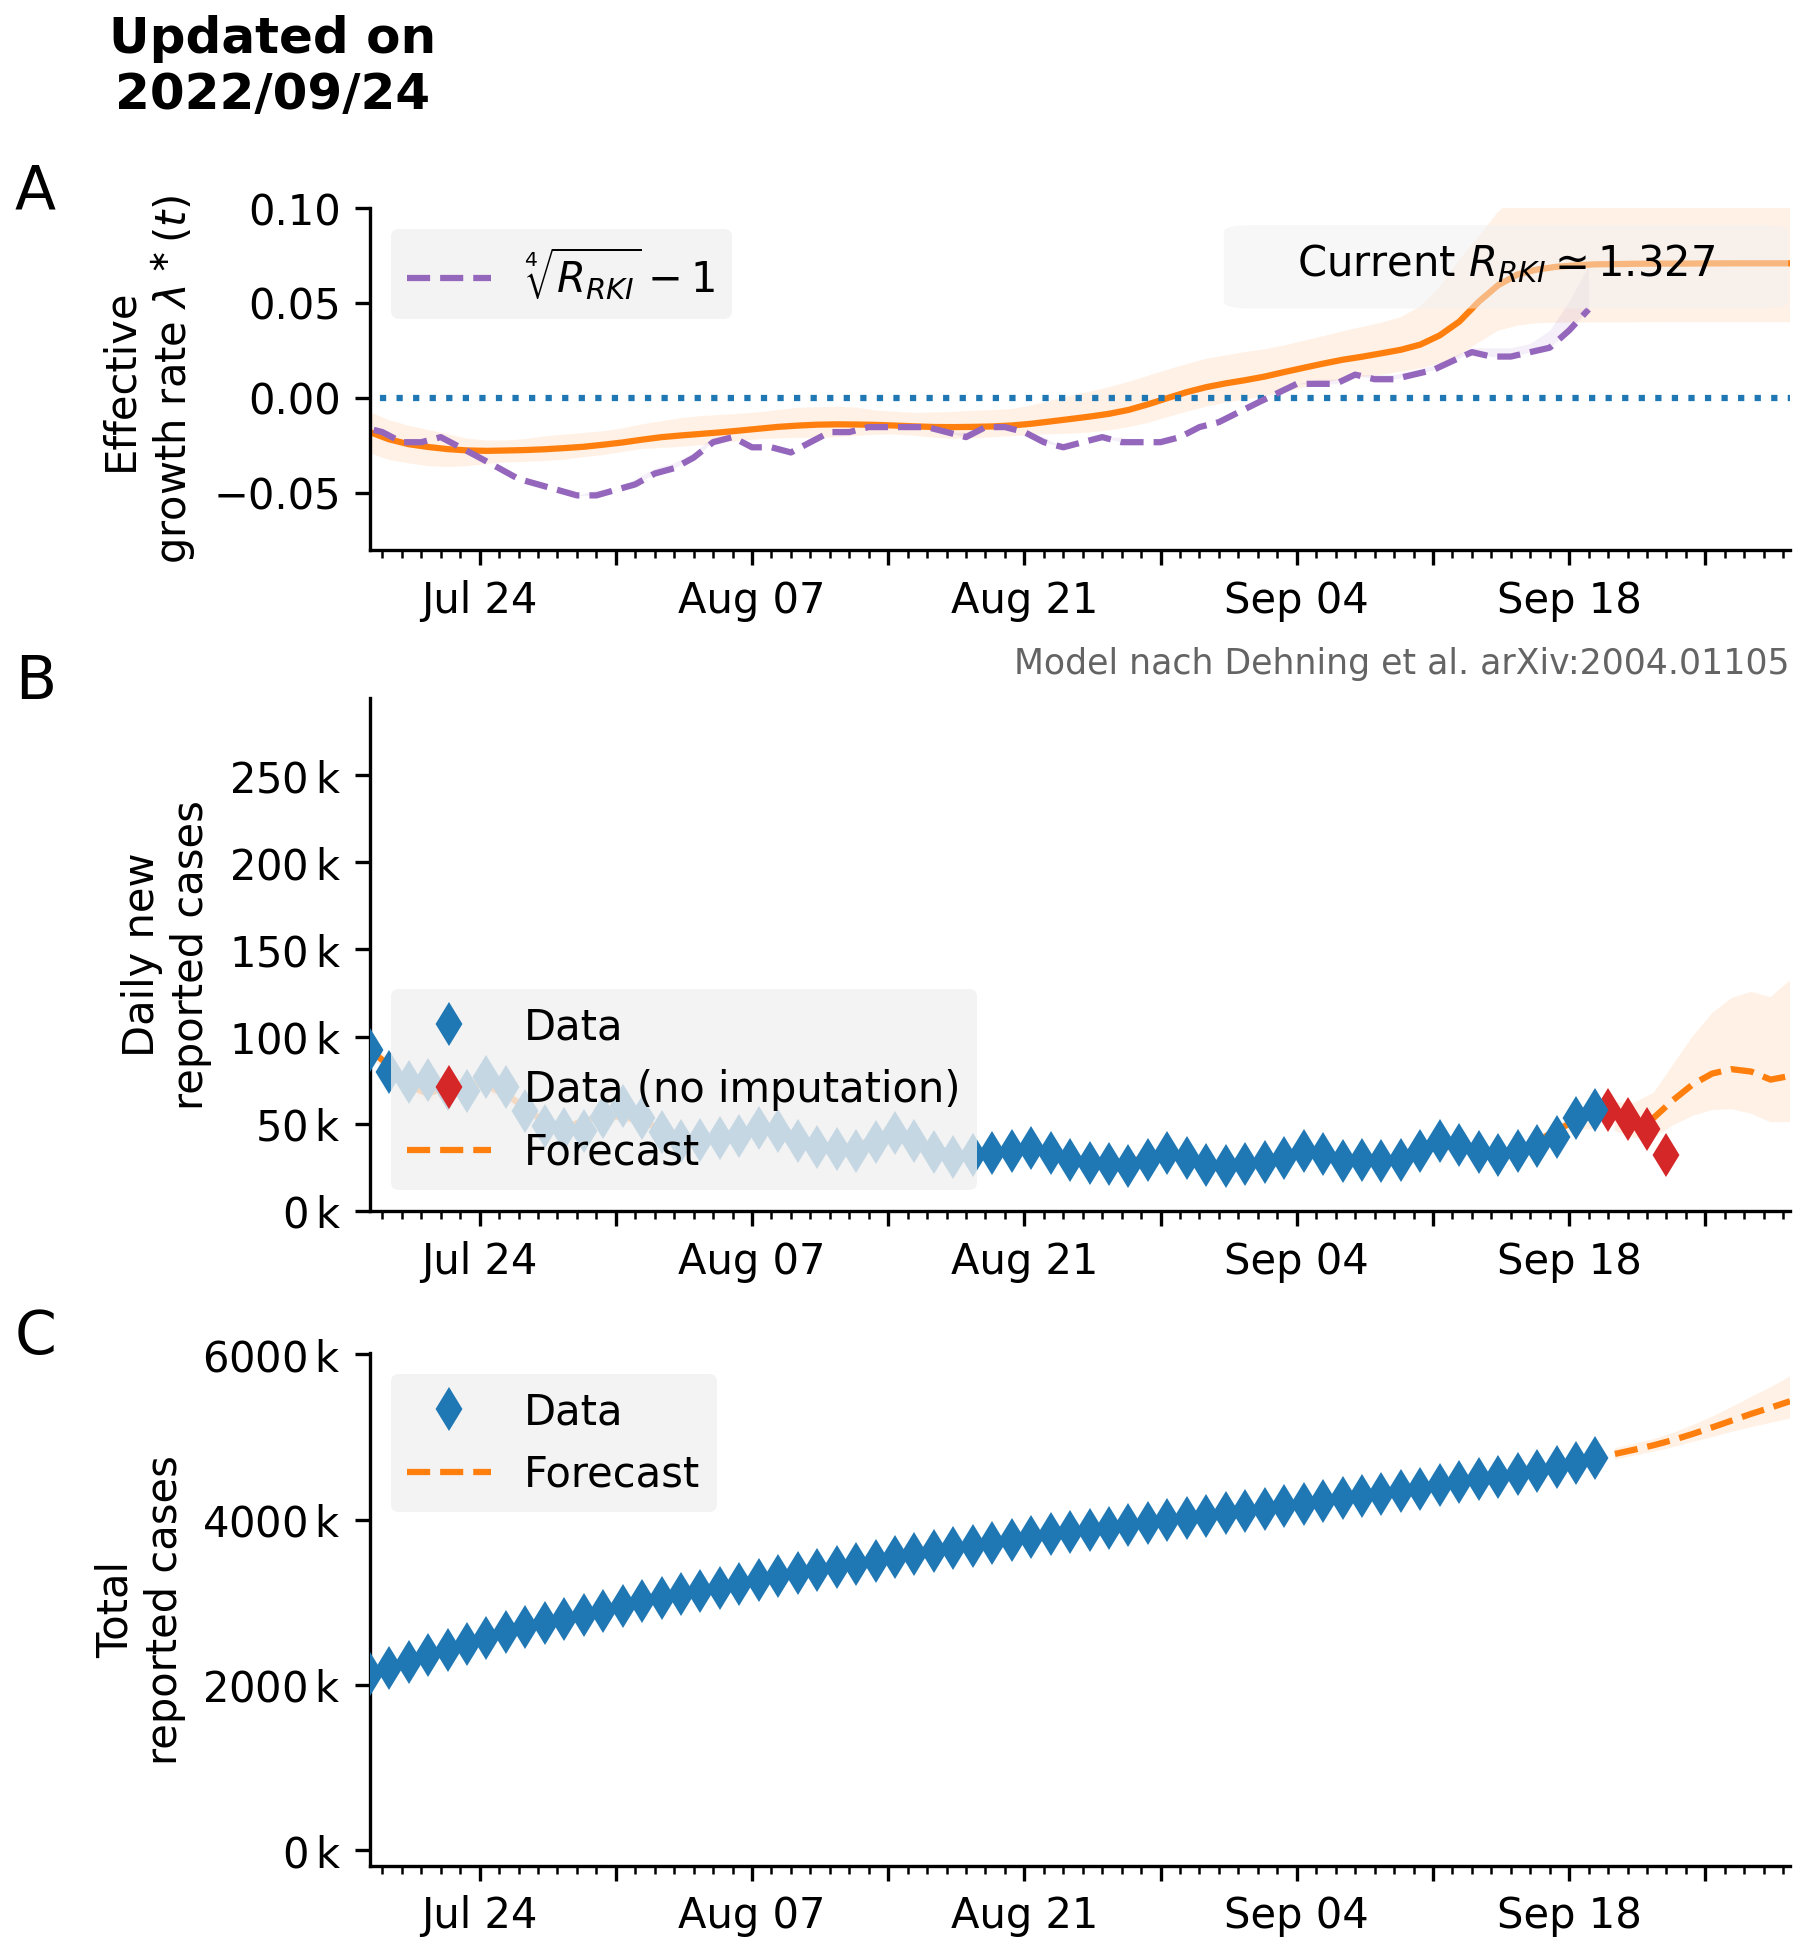 Updated on
2022/09/24
A
Effective
growth rate λ * (t)
0.10
0.05
0.00
−0.05
∜R_RKI − 1
Current R_RKI ≃ 1.327
Jul 24 Aug 07 Aug 21 Sep 04 Sep 18
Model nach Dehning et al. arXiv:2004.01105
B
Daily new
reported cases
250 k
200 k
150 k
100 k
50 k
0 k
Data
Data (no imputation)
Forecast
Jul 24 Aug 07 Aug 21 Sep 04 Sep 18
C
Total
reported cases
6000 k
4000 k
2000 k
0 k
Data
Forecast
Jul 24 Aug 07 Aug 21 Sep 04 Sep 18